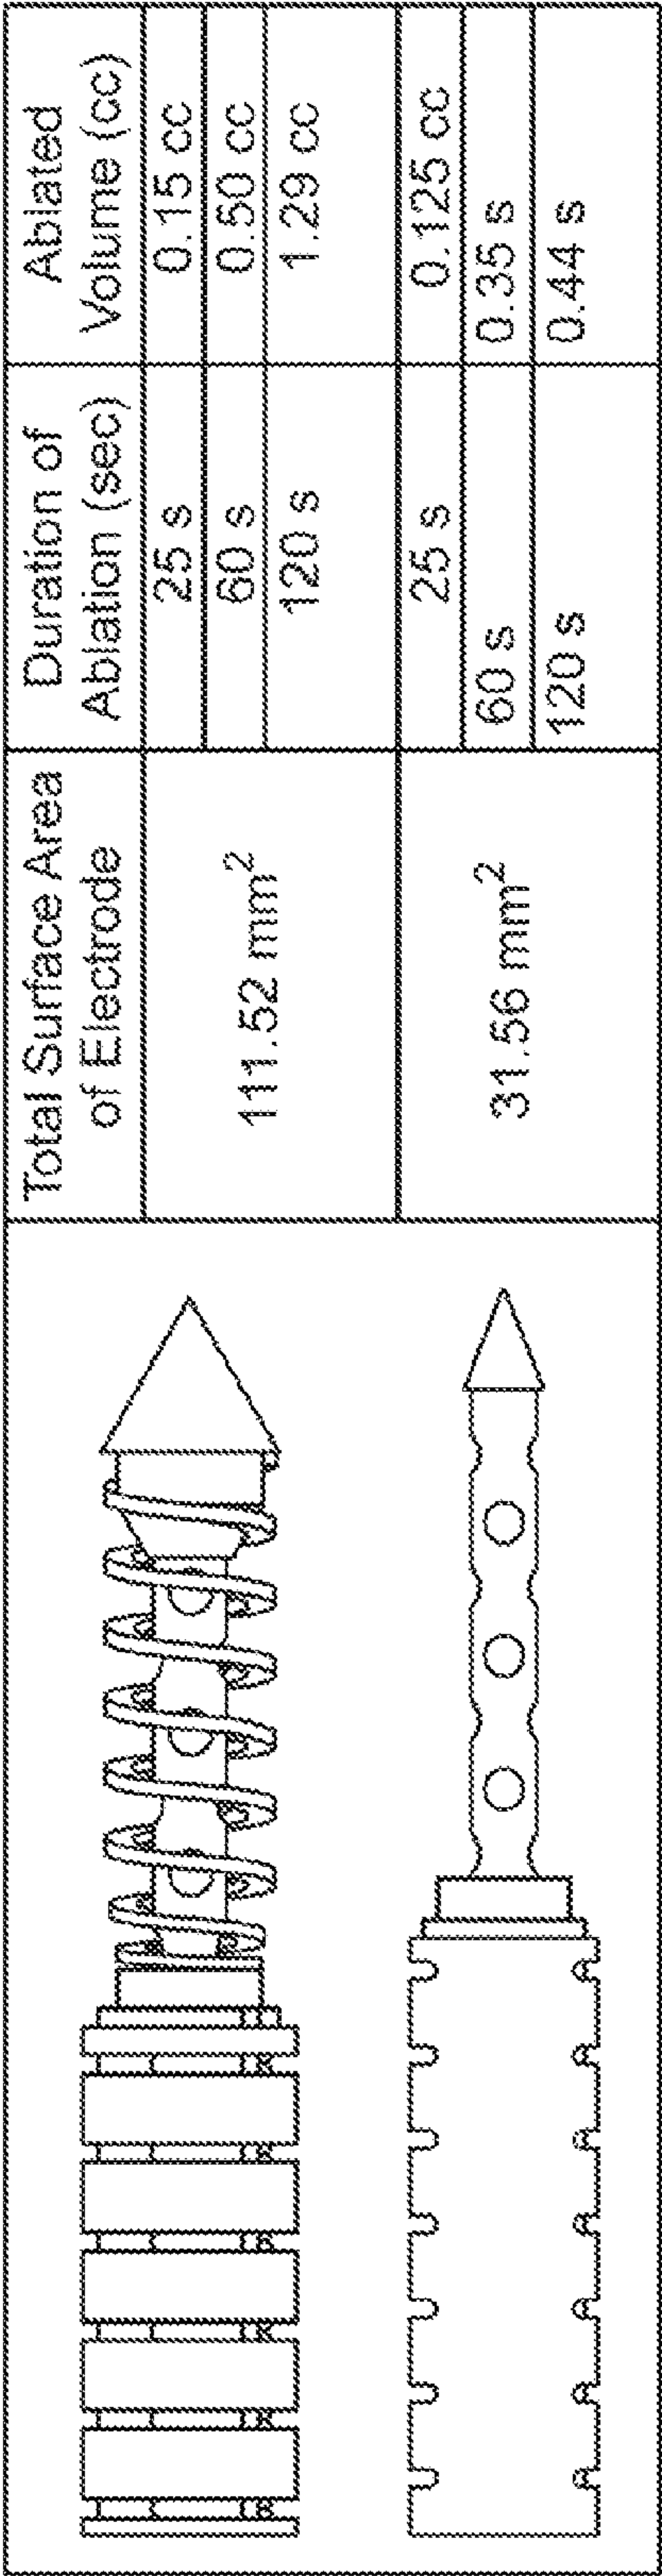 Total Surface Area
of Electrode
Duration of
Ablation (sec)
Ablated
Volume (cc)
111.52 mm²
25 s
0.15 cc
60 s
0.50 cc
120 s
1.29 cc
31.56 mm²
25 s
0.125 cc
60 s
0.35 s
120 s
0.44 s